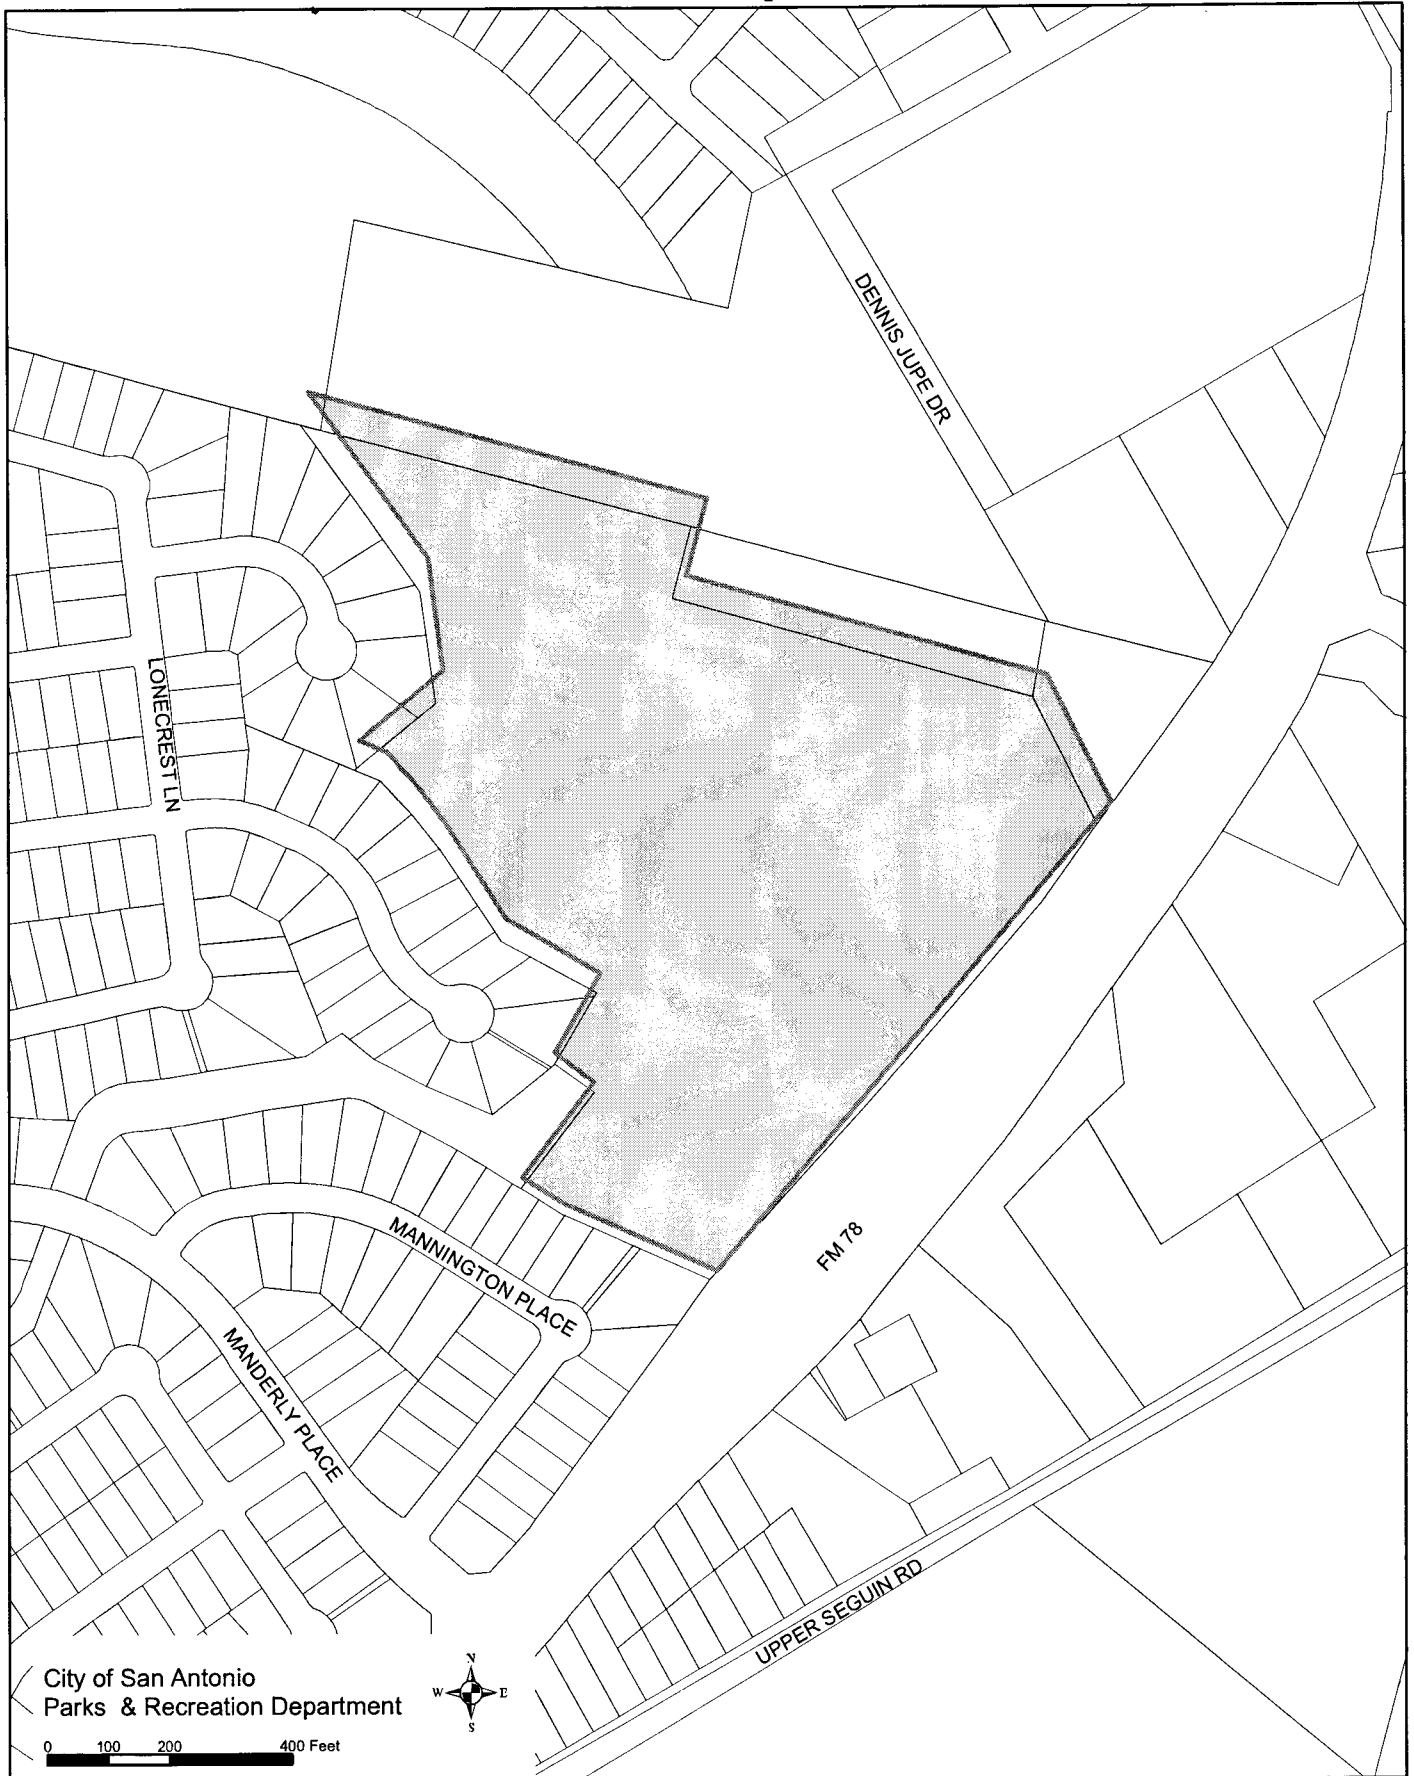 DENNIS JUPE DR
LONECREST LN
MANNINGTON PLACE
FM 78
MANDERLY PLACE
UPPER SEGUIN RD
City of San Antonio
Parks & Recreation Department
N
W E
S
0 100 200 400 Feet